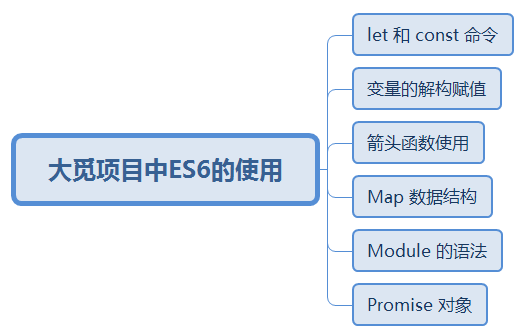 大觅项目中ES6的使用
let 和 const 命令
变量的解构赋值
箭头函数使用
Map 数据结构
Module 的语法
Promise 对象